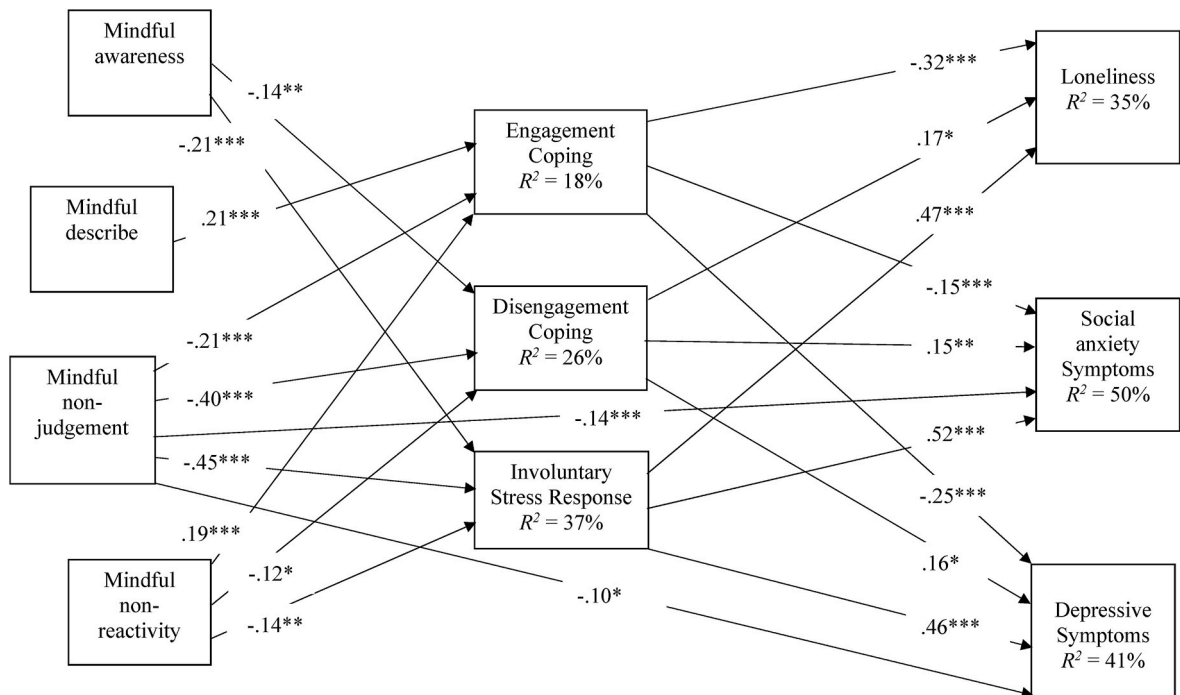 Mindful
awareness
Mindful
describe
Mindful
non-
judgement
Mindful
non-
reactivity
-.14**
-.21***
.21***
-.21***
-.40***
-.45***
.19***
-.12*
-.14**
Engagement
Coping
R² = 18%
Disengagement
Coping
R² = 26%
Involuntary
Stress Response
R² = 37%
-.32***
.17*
.47***
-.15***
.15**
-.14***
.52***
-.25***
.16*
-.10*
.46***
Loneliness
R² = 35%
Social
anxiety
Symptoms
R² = 50%
Depressive
Symptoms
R² = 41%